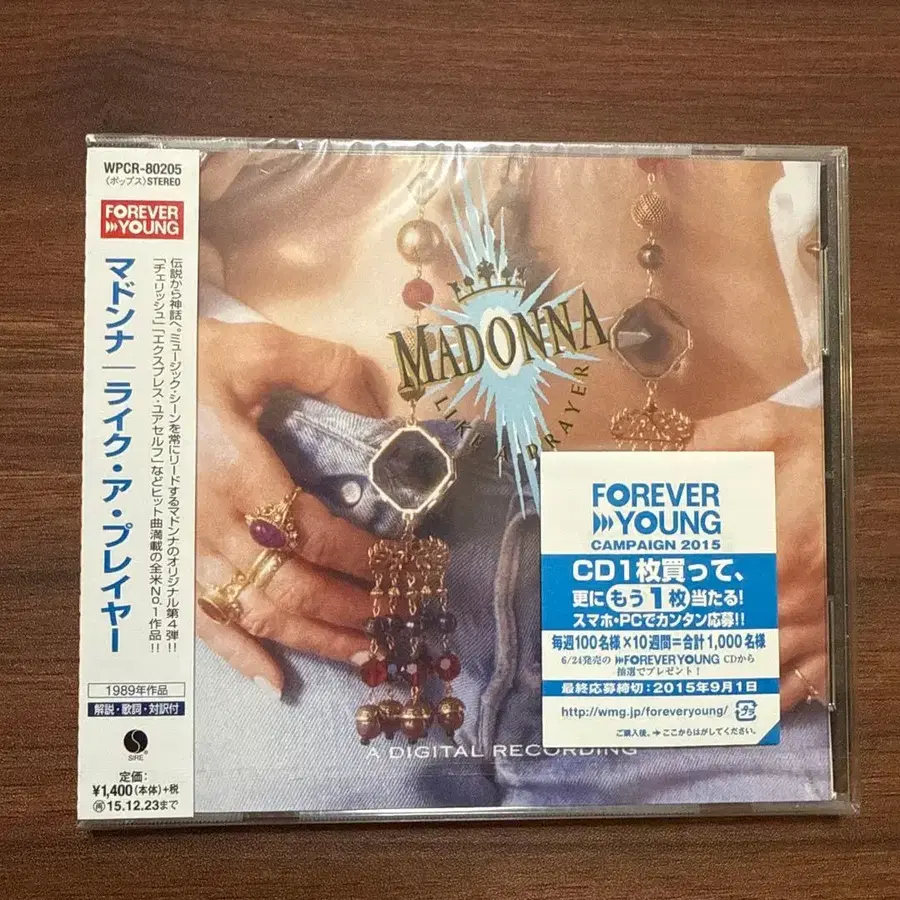 WPCR-80205
(ポップス) STEREO
FOREVER
YOUNG
マドンナ│ライク・ア・プレイヤー
伝説から神話へ。ミュージック・シーンを常にリードするマドンナのオリジナル第4弾!!
「チェリッシュ」「エクスプレス・ユアセルフ」などヒット曲満載の全米No.1作品!!
1989年作品
解説・歌詞・対訳付
S
SIRE
®
定価:
¥1,400(本体)+税
㊢15.12.23まで
MADONNA
LIKE A PRAYER
A DIGITAL RECORDING
FOREVER
YOUNG
CAMPAIGN 2015
CD1枚買って、
更にもう1枚当たる!
スマホ・PCでカンタン応募!!
毎週100名様×10週間=合計1,000名様
6/24発売の FOREVER YOUNG CDから
抽選でプレゼント!
最終応募締切:2015年9月1日
http://wmg.jp/foreveryoung/
ご購入後、→ここからはがしてください。